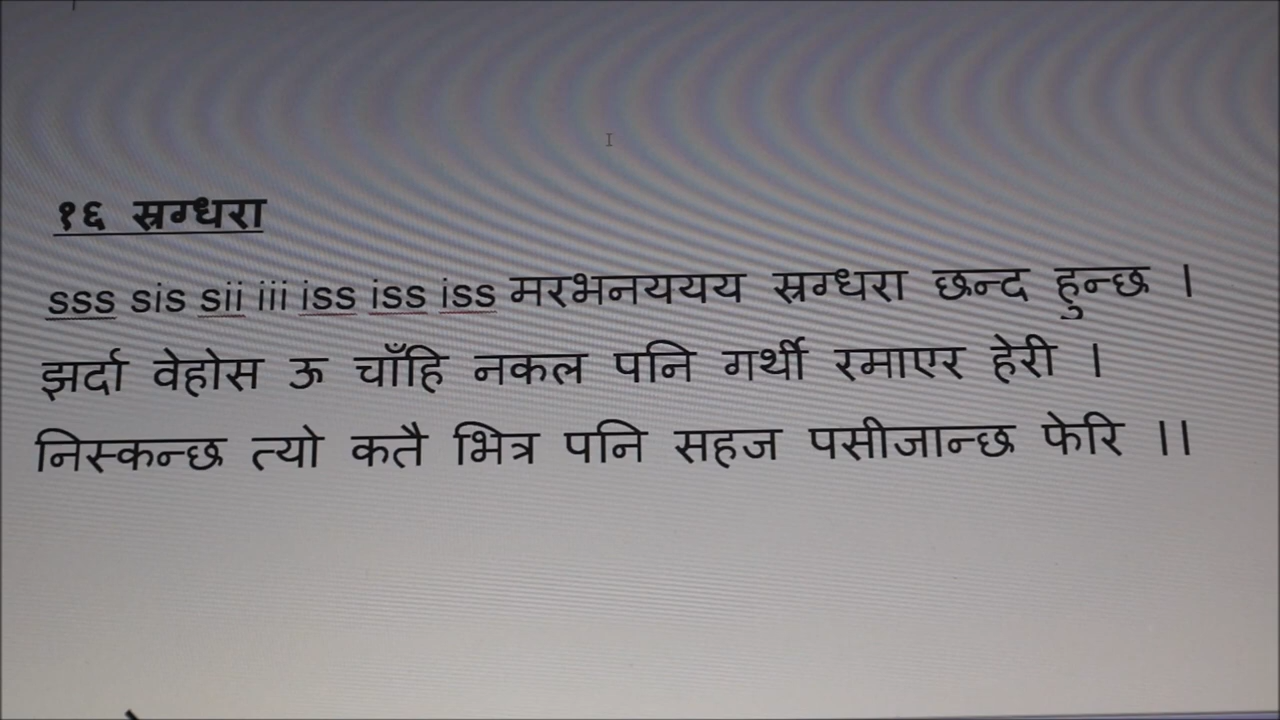 १६ स्रग्धरा
sss sis sii iii iss iss iss मरभनययय स्रग्धरा छन्द हुन्छ ।
झर्दा वेहोस ऊ चाँहि नकल पनि गर्थी रमाएर हेरी ।
निस्कन्छ त्यो कतै भित्र पनि सहज पसीजान्छ फेरि ।।